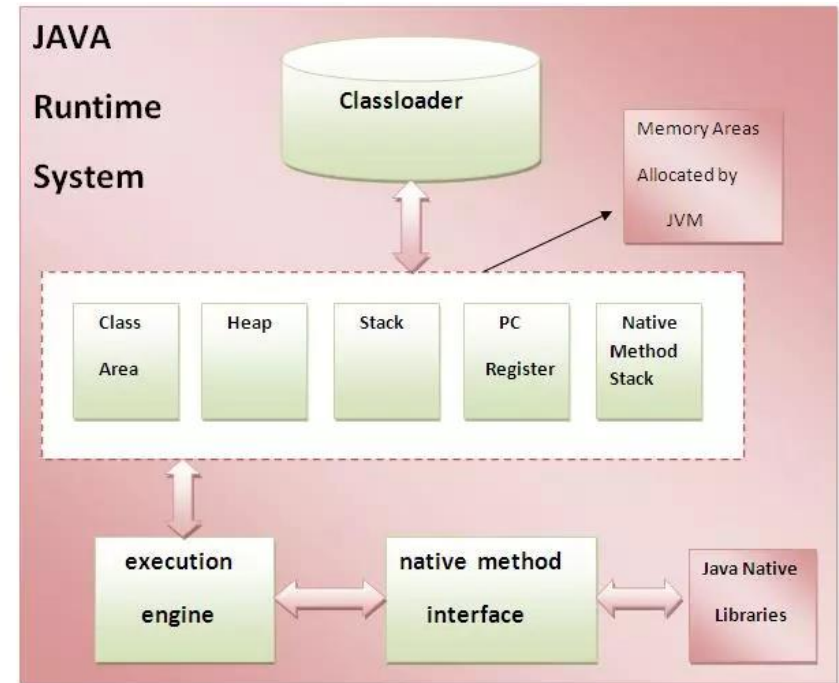 JAVA
Runtime
System
Classloader
Memory Areas
Allocated by
JVM
Class
Area
Heap
Stack
PC
Register
Native
Method
Stack
execution
engine
native method
interface
Java Native
Libraries